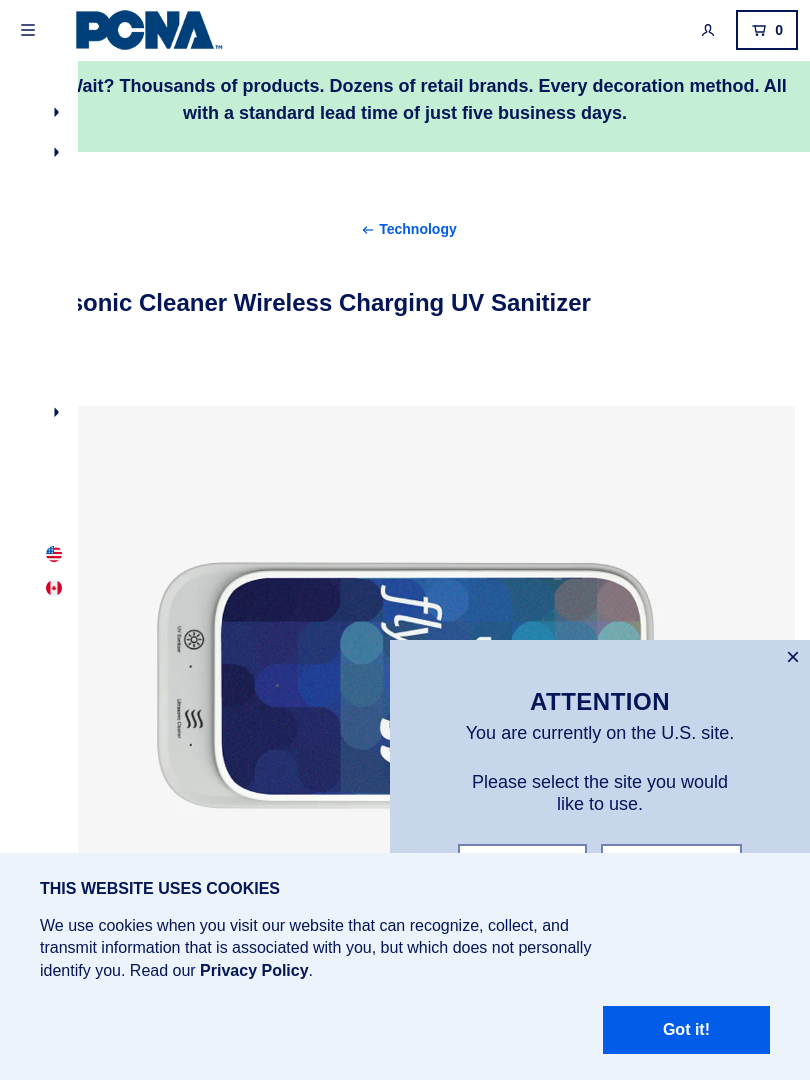 PCNA™
0
Wait? Thousands of products. Dozens of retail brands. Every decoration method. All
with a standard lead time of just five business days.
Technology
sonic Cleaner Wireless Charging UV Sanitizer
UV Sanitizer
Ultrasonic Cleaner
fly
ATTENTION
You are currently on the U.S. site.
Please select the site you would
like to use.
THIS WEBSITE USES COOKIES
We use cookies when you visit our website that can recognize, collect, and
transmit information that is associated with you, but which does not personally
identify you. Read our Privacy Policy.
Got it!